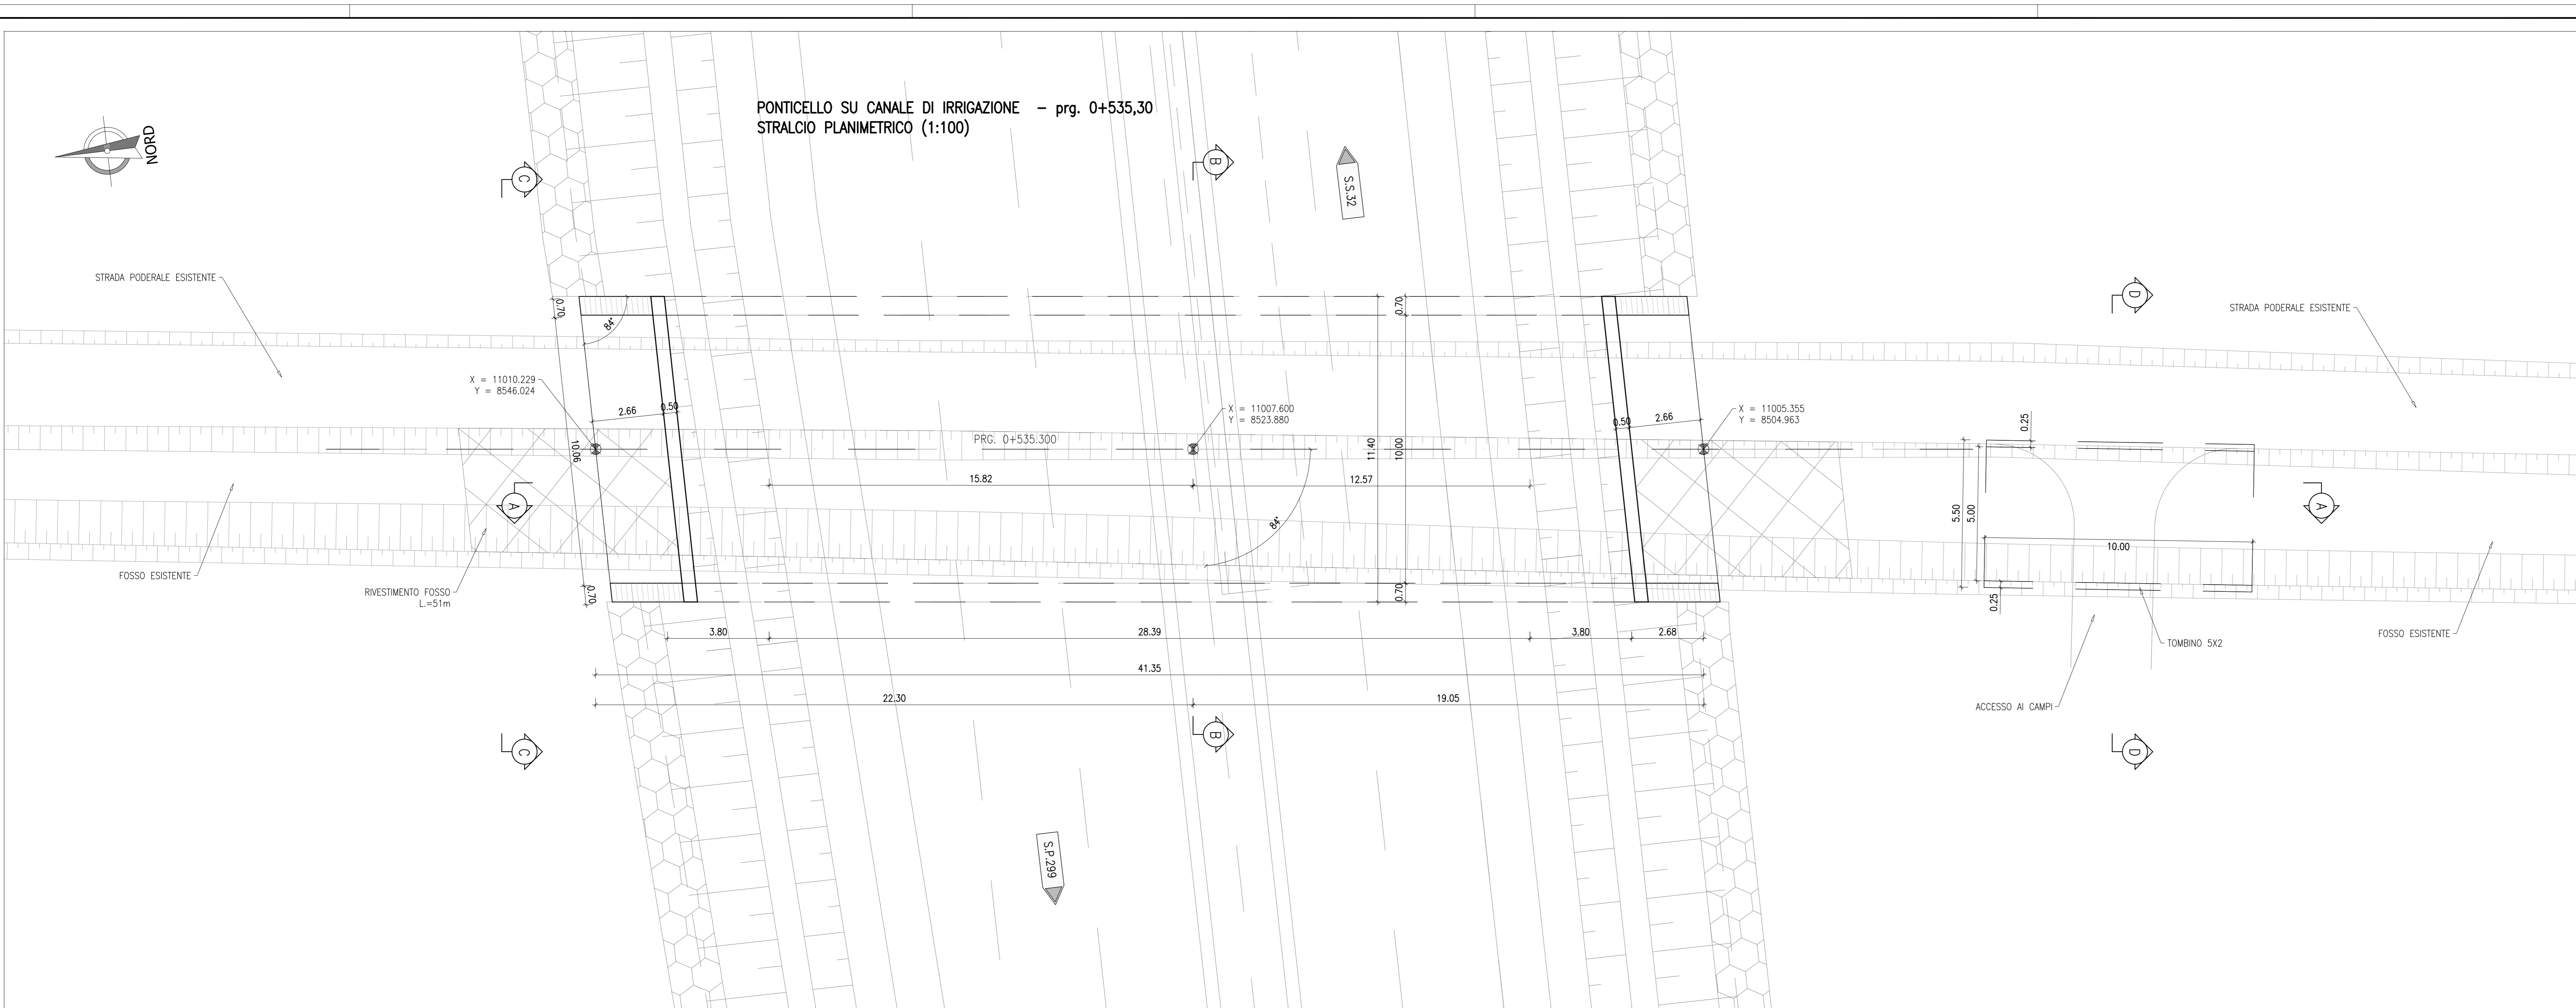 PONTICELLO SU CANALE DI IRRIGAZIONE – prg. 0+535,30
STRALCIO PLANIMETRICO (1:100)
NORD
C
B
S.S.32
D
STRADA PODERALE ESISTENTE
STRADA PODERALE ESISTENTE
0.70
84°
0.70
X = 11010.229
Y = 8546.024
2.66
0.50
X = 11007.600
Y = 8523.880
0.50
2.66
X = 11005.355
Y = 8504.963
0.25
PRG. 0+535.300
10.06
11.40
10.00
15.82
12.57
A
A
5.50
5.00
84°
10.00
FOSSO ESISTENTE
RIVESTIMENTO FOSSO
L.=51m
0.70
0.70
0.25
3.80
28.39
3.80
2.68
TOMBINO 5X2
FOSSO ESISTENTE
41.35
22.30
19.05
ACCESSO AI CAMPI
C
B
D
S.P.299